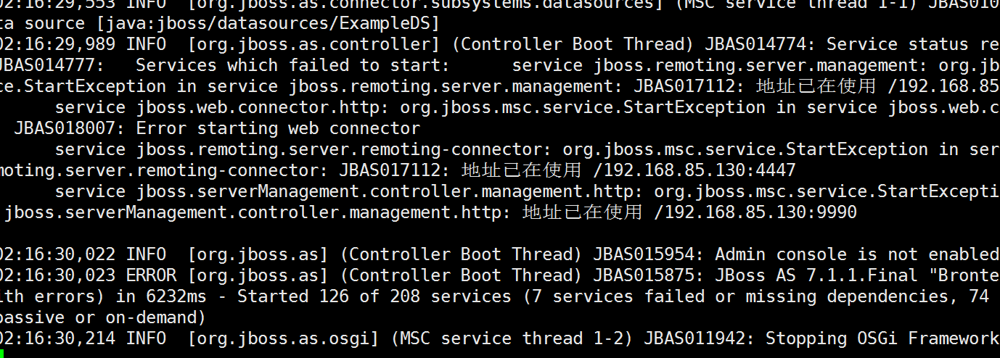 02:16:29,553 INFO  [org.jboss.as.connector.subsystems.datasources] (MSC service thread 1-1) JBAS010
ta source [java:jboss/datasources/ExampleDS]
02:16:29,989 INFO  [org.jboss.as.controller] (Controller Boot Thread) JBAS014774: Service status re
JBAS014777:   Services which failed to start:      service jboss.remoting.server.management: org.jb
ce.StartException in service jboss.remoting.server.management: JBAS017112: 地址已在使用 /192.168.85
service jboss.web.connector.http: org.jboss.msc.service.StartException in service jboss.web.c
JBAS018007: Error starting web connector
service jboss.remoting.server.remoting-connector: org.jboss.msc.service.StartException in ser
moting.server.remoting-connector: JBAS017112: 地址已在使用 /192.168.85.130:4447
service jboss.serverManagement.controller.management.http: org.jboss.msc.service.StartExcepti
jboss.serverManagement.controller.management.http: 地址已在使用 /192.168.85.130:9990
02:16:30,022 INFO  [org.jboss.as] (Controller Boot Thread) JBAS015954: Admin console is not enabled
02:16:30,023 ERROR [org.jboss.as] (Controller Boot Thread) JBAS015875: JBoss AS 7.1.1.Final "Bronte
ith errors) in 6232ms - Started 126 of 208 services (7 services failed or missing dependencies, 74
passive or on-demand)
02:16:30,214 INFO  [org.jboss.as.osgi] (MSC service thread 1-2) JBAS011942: Stopping OSGi Framework